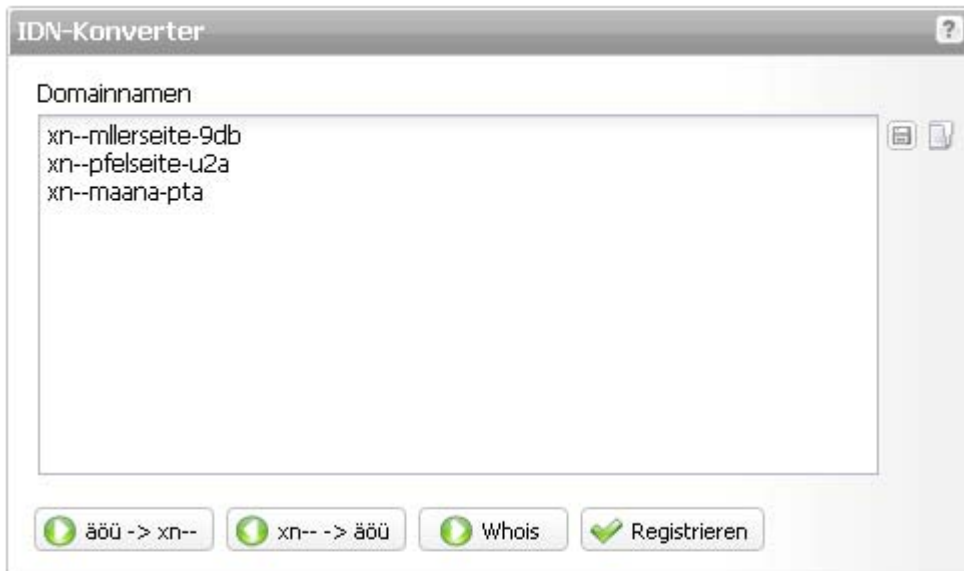 IDN-Konverter
?
Domainnamen
xn--mllerseite-9db
xn--pfelseite-u2a
xn--maana-pta
äöü -> xn--
xn-- -> äöü
Whois
Registrieren